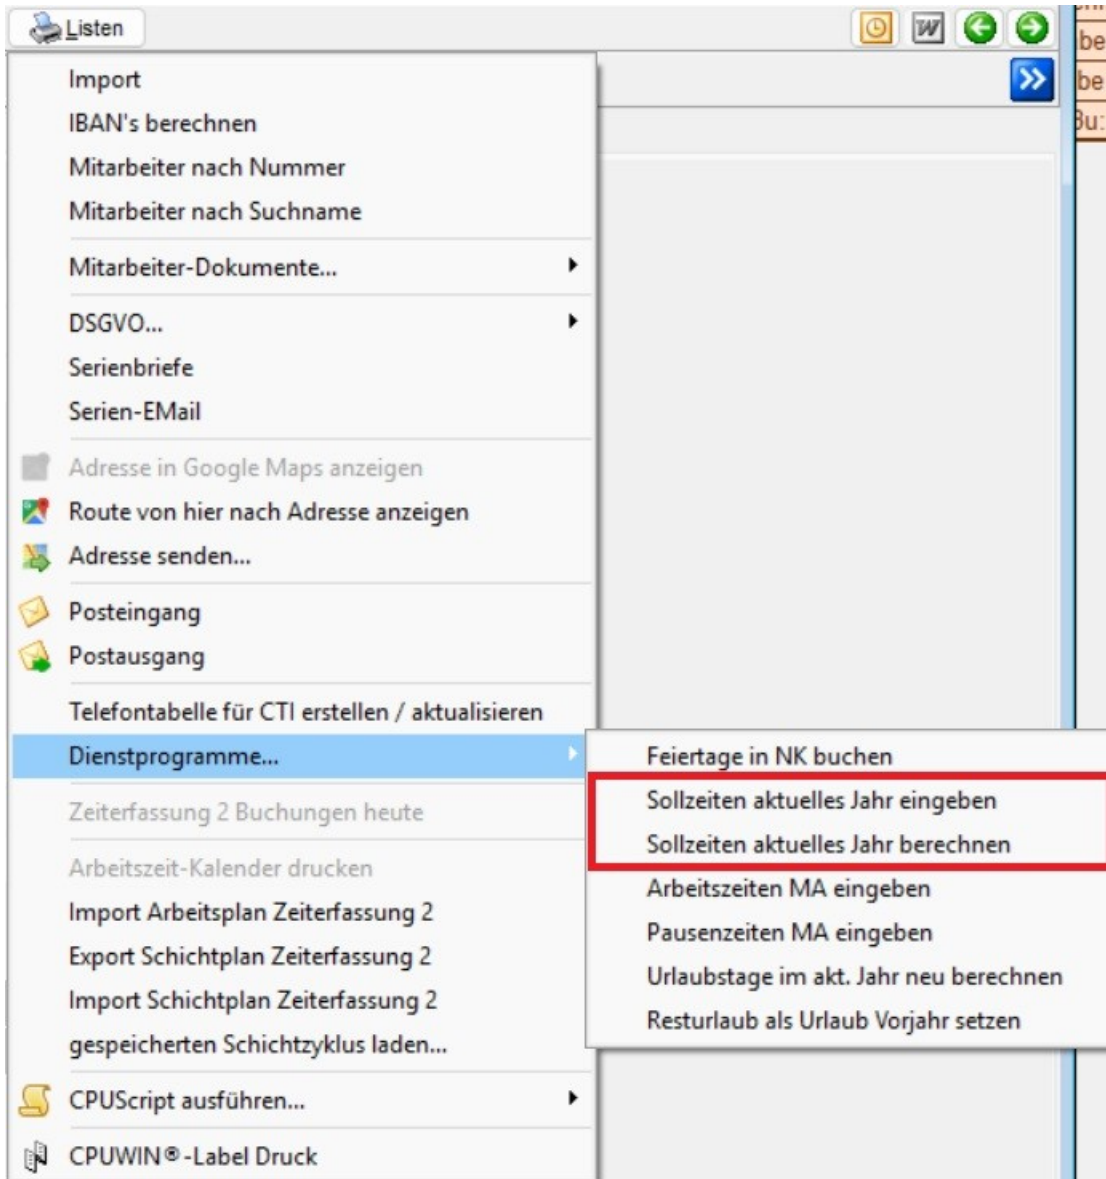 Listen
Import
IBAN's berechnen
Mitarbeiter nach Nummer
Mitarbeiter nach Suchname
Mitarbeiter-Dokumente...
DSGVO...
Serienbriefe
Serien-EMail
Adresse in Google Maps anzeigen
Route von hier nach Adresse anzeigen
Adresse senden...
Posteingang
Postausgang
Telefontabelle für CTI erstellen / aktualisieren
Dienstprogramme...
Zeiterfassung 2 Buchungen heute
Arbeitszeit-Kalender drucken
Import Arbeitsplan Zeiterfassung 2
Export Schichtplan Zeiterfassung 2
Import Schichtplan Zeiterfassung 2
gespeicherten Schichtzyklus laden...
CPUScript ausführen...
CPUWIN®-Label Druck
Feiertage in NK buchen
Sollzeiten aktuelles Jahr eingeben
Sollzeiten aktuelles Jahr berechnen
Arbeitszeiten MA eingeben
Pausenzeiten MA eingeben
Urlaubstage im akt. Jahr neu berechnen
Resturlaub als Urlaub Vorjahr setzen